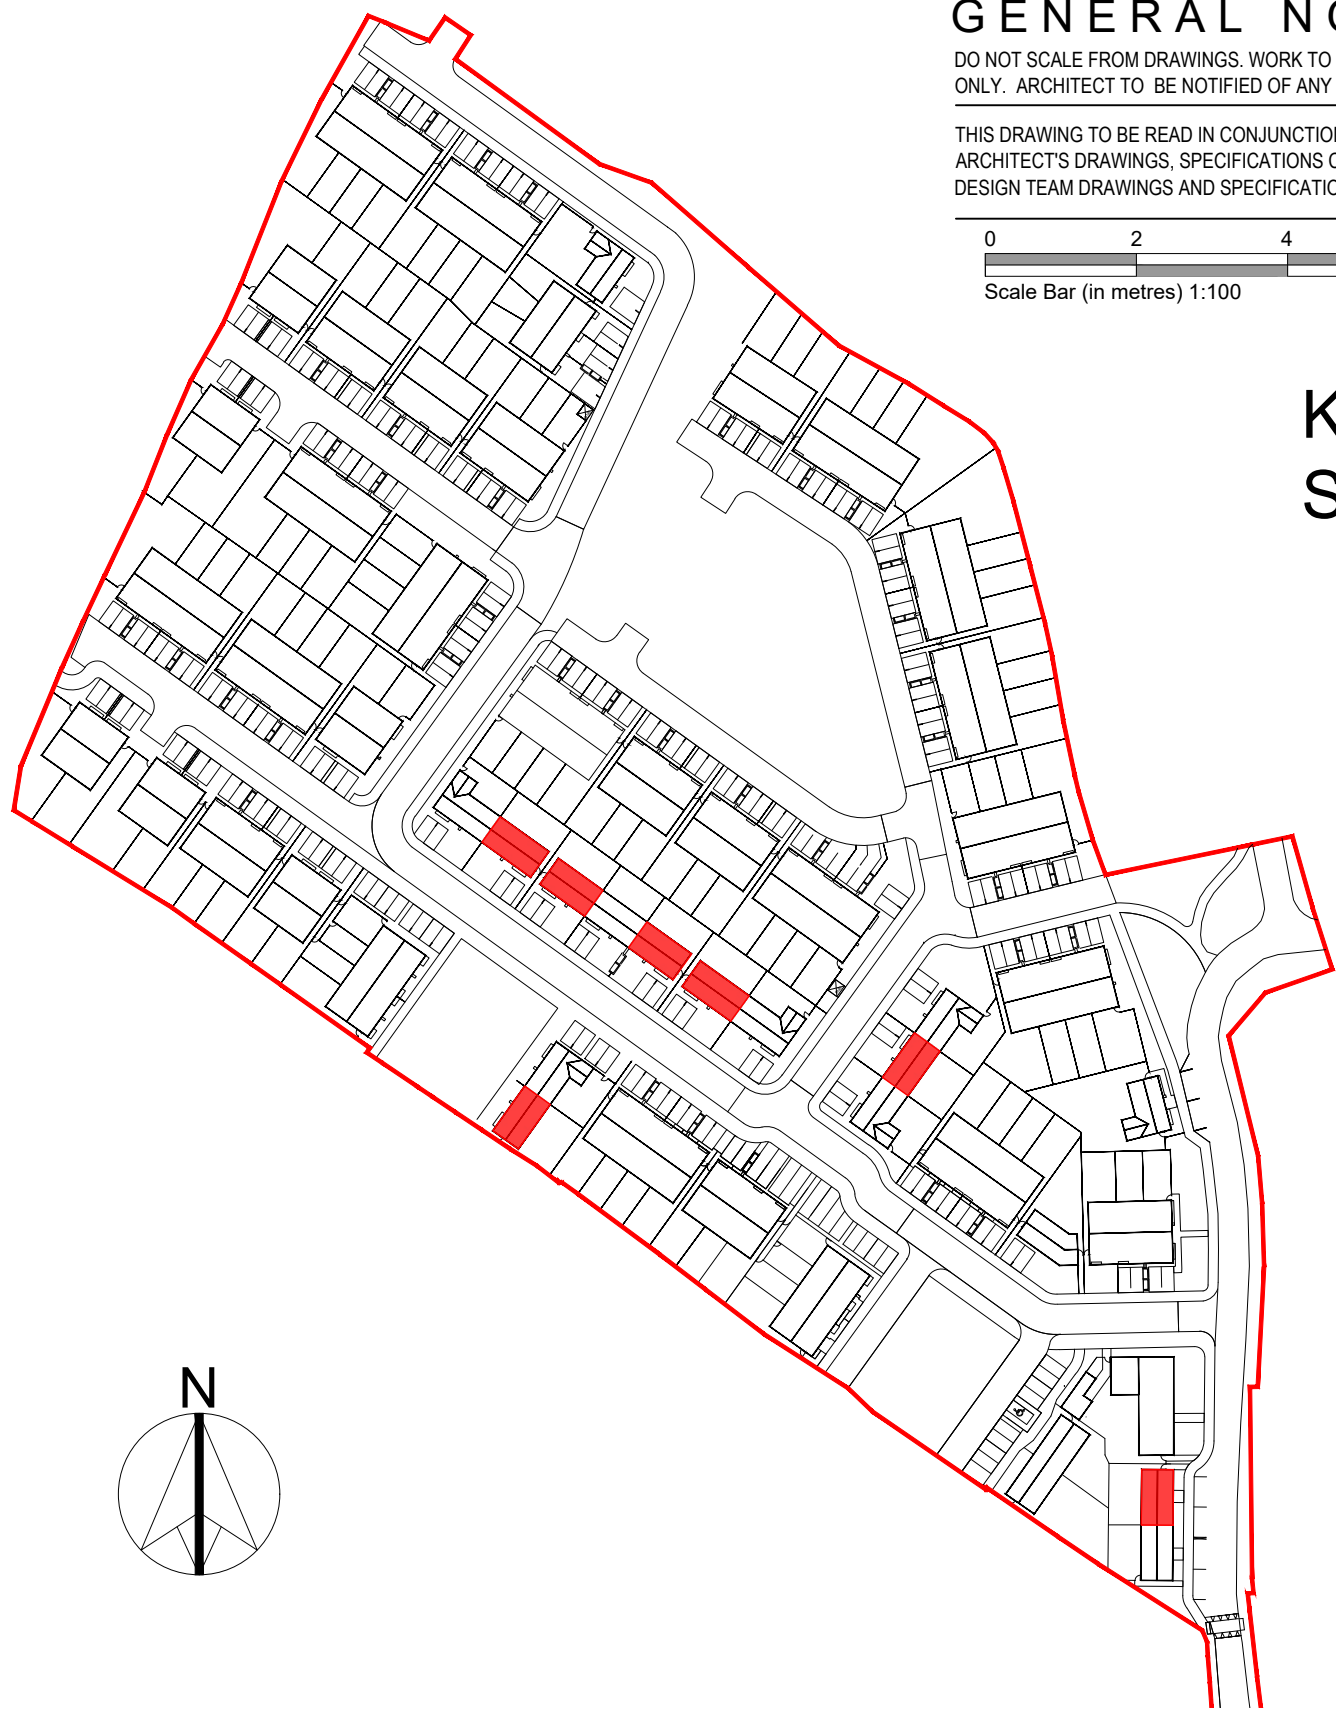 GENERAL NO
DO NOT SCALE FROM DRAWINGS. WORK TO
ONLY. ARCHITECT TO BE NOTIFIED OF ANY
THIS DRAWING TO BE READ IN CONJUNCTION
ARCHITECT'S DRAWINGS, SPECIFICATIONS
DESIGN TEAM DRAWINGS AND SPECIFICATIO
0 2 4
Scale Bar (in metres) 1:100
K
S
N